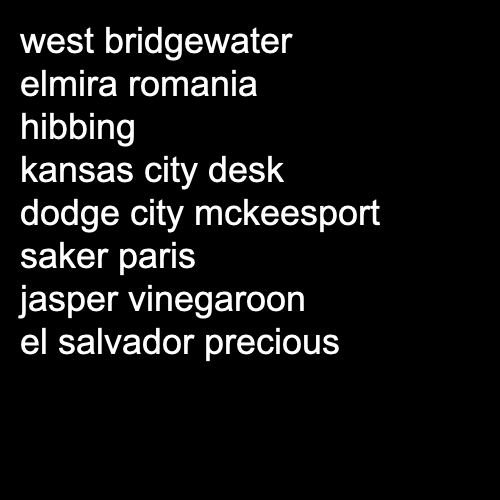 west bridgewater
elmira romania
hibbing
kansas city desk
dodge city mckeesport
saker paris
jasper vinegaroon
el salvador precious